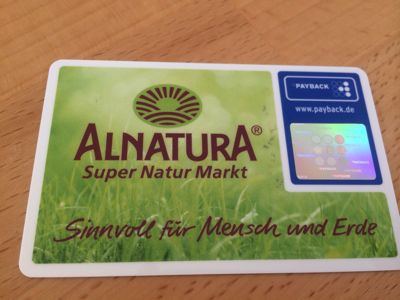 ALNATURA®
Super Natur Markt
Sinnvoll für Mensch und Erde
PAYBACK
www.payback.de